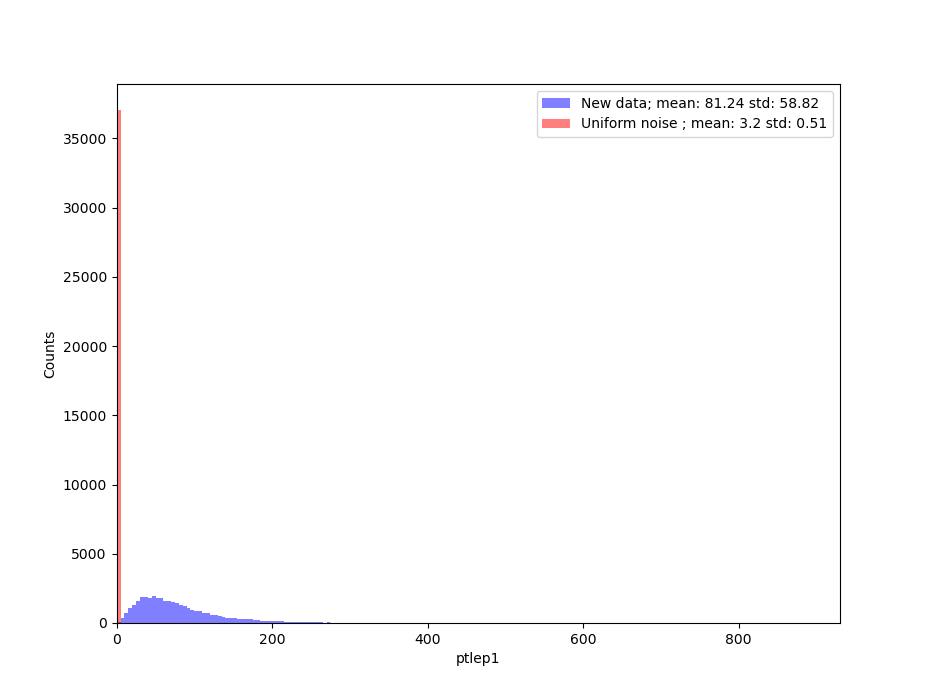 New data; mean: 81.24 std: 58.82
Uniform noise ; mean: 3.2 std: 0.51
35000
30000
25000
20000
15000
10000
5000
0
Counts
0 200 400 600 800
ptlep1